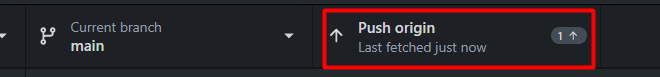 Current branch
main
Push origin
Last fetched just now
1 ↑